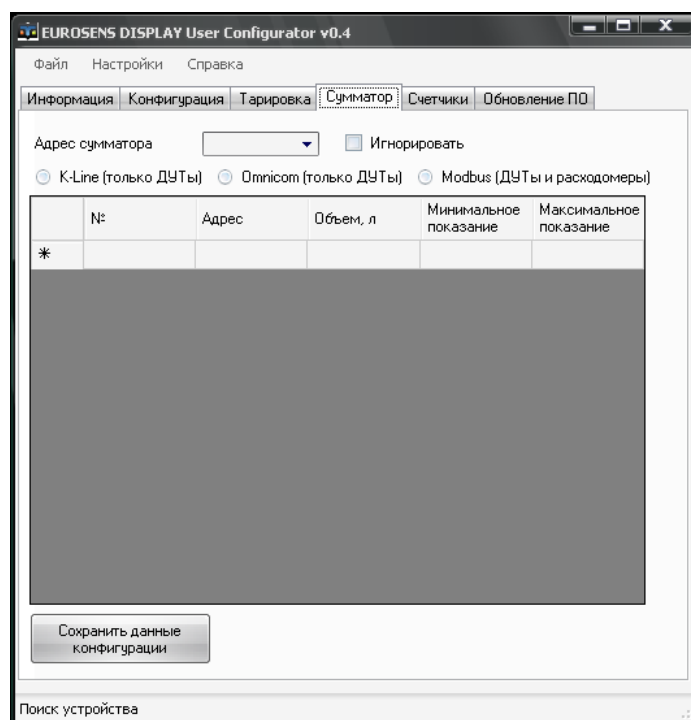 EUROSENS DISPLAY User Configurator v0.4
Файл Настройки Справка
Информация Конфигурация Тарировка Сумматор Счетчики Обновление ПО
Адрес сумматора Игнорировать
K-Line (только ДУТы) Omnicom (только ДУТы) Modbus (ДУТы и расходомеры)
№ Адрес Объем, л Минимальное показание Максимальное показание
*
Сохранить данные
конфигурации
Поиск устройства